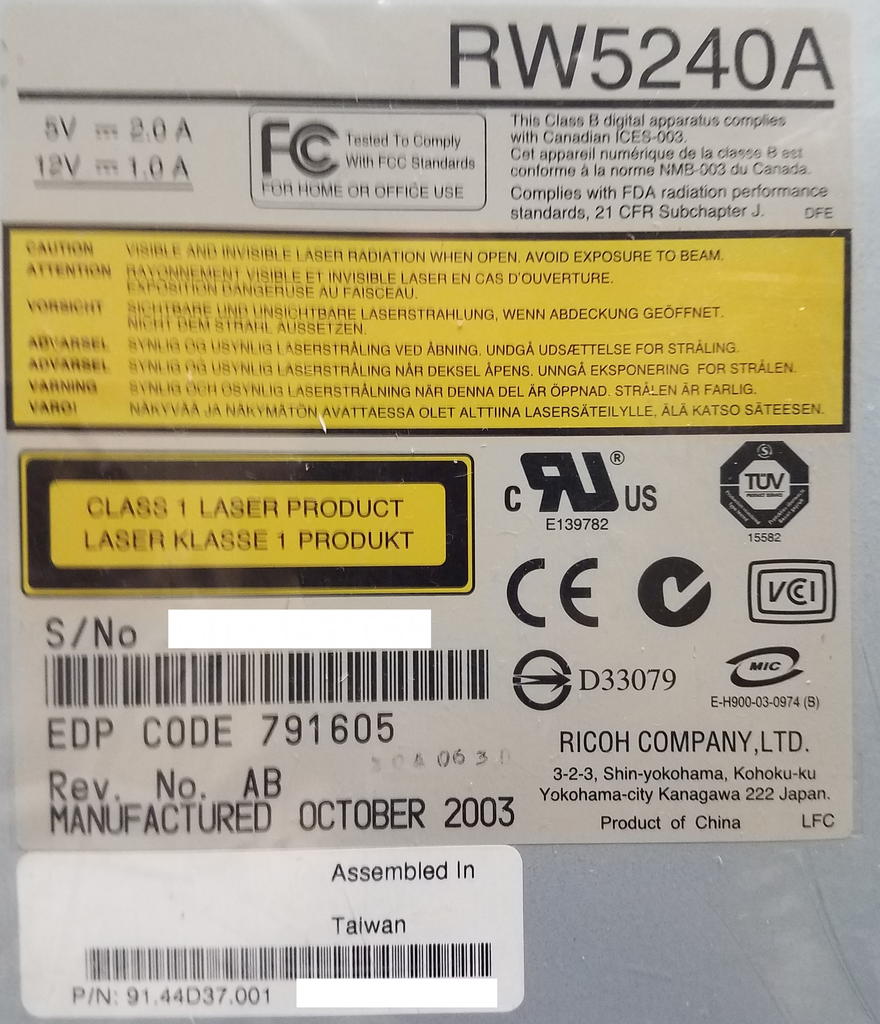 RW5240A
5V ⎓ 2.0 A
12V ⎓ 1.0 A
FC Tested To Comply
With FCC Standards
FOR HOME OR OFFICE USE
This Class B digital apparatus complies
with Canadian ICES-003.
Cet appareil numérique de la classe B est
conforme à la norme NMB-003 du Canada.
Complies with FDA radiation performance
standards, 21 CFR Subchapter J. DFE
CAUTION VISIBLE AND INVISIBLE LASER RADIATION WHEN OPEN. AVOID EXPOSURE TO BEAM.
ATTENTION RAYONNEMENT VISIBLE ET INVISIBLE LASER EN CAS D'OUVERTURE.
EXPOSITION DANGERUSE AU FAISCEAU.
VORSICHT SICHTBARE UND UNSICHTBARE LASERSTRAHLUNG, WENN ABDECKUNG GEÖFFNET.
NICHT DEM STRAHL AUSSETZEN.
ADVARSEL SYNLIG OG USYNLIG LASERSTRÅLING VED ÅBNING. UNDGÅ UDSÆTTELSE FOR STRÅLING.
ADVARSEL SYNLIG OG USYNLIG LASERSTRÅLING NÅR DEKSEL ÅPENS. UNNGÅ EKSPONERING FOR STRÅLEN.
VARNING SYNLIG OCH OSYNLIG LASERSTRÅLNING NÄR DENNA DEL ÄR ÖPPNAD. STRÅLEN ÄR FARLIG.
VARO! NÄKYVÄÄ JA NÄKYMÄTÖN AVATTAESSA OLET ALTTIINA LASERSÄTEILYLLE, ÄLÄ KATSO SÄTEESEN.
CLASS 1 LASER PRODUCT
LASER KLASSE 1 PRODUKT
C RU ® US
E139782
TÜV
PRODUCT SERVICE
15582
CE
VCI
S/No
D33079
MIC
E-H900-03-0974 (B)
EDP CODE 791605
Rev. No. AB
MANUFACTURED OCTOBER 2003
RICOH COMPANY,LTD.
3-2-3, Shin-yokohama, Kohoku-ku
Yokohama-city Kanagawa 222 Japan.
Product of China LFC
Assembled In
Taiwan
P/N: 91.44D37.001